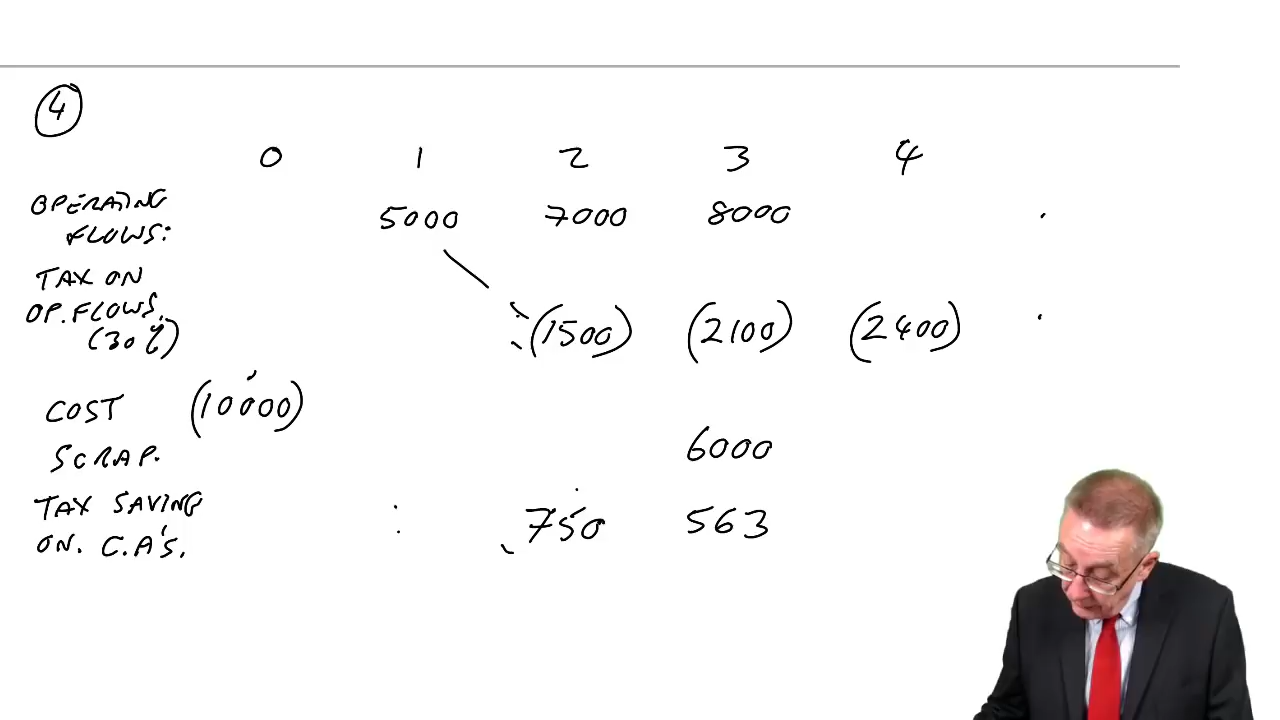 4
0 1 2 3 4
OPERATING
FLOWS: 5000 7000 8000
TAX ON
OP. FLOWS. (1500) (2100) (2400)
(30%)
COST (10000)
SCRAP. 6000
TAX SAVING
ON. C.A'S. 750 563